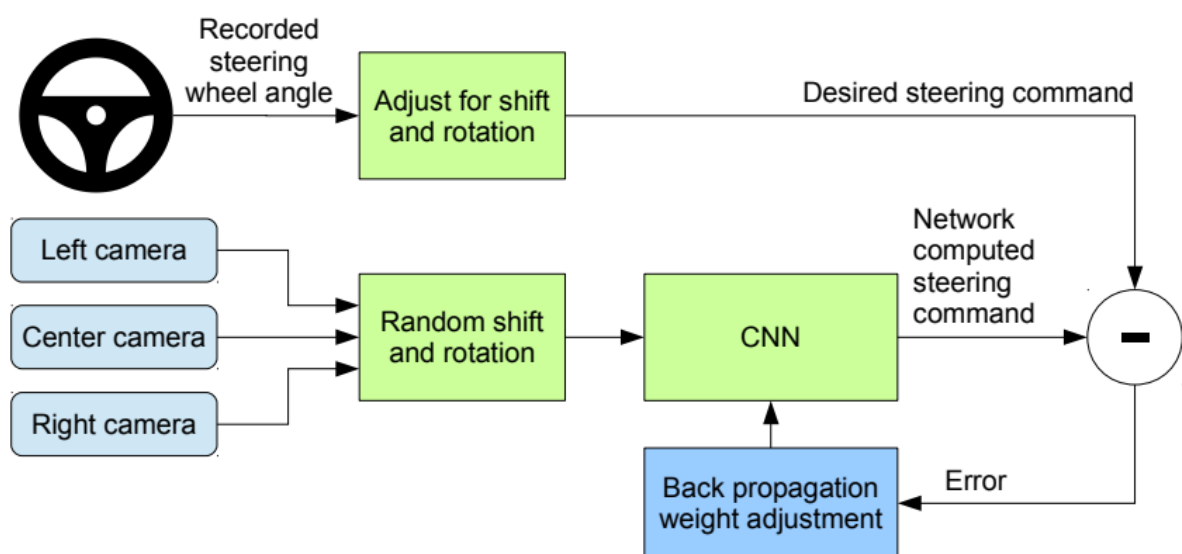 Recorded
steering
wheel angle
Adjust for shift
and rotation
Desired steering command
Left camera
Center camera
Right camera
Random shift
and rotation
CNN
Network
computed
steering
command
Back propagation
weight adjustment
Error